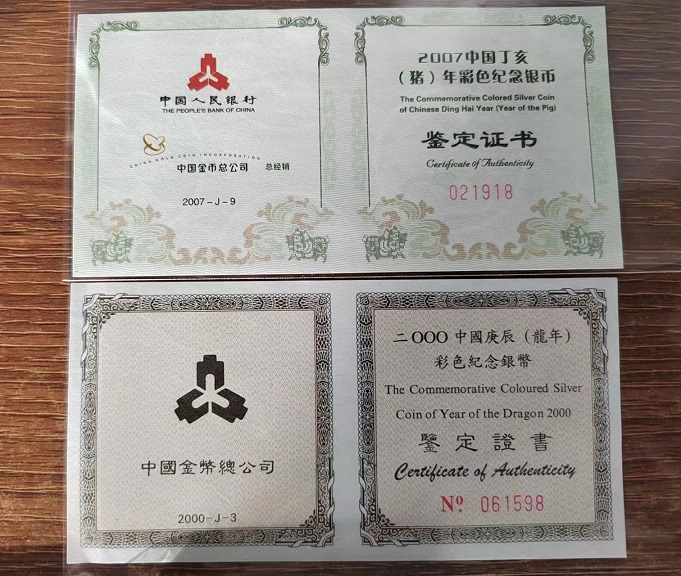 中国人民银行
THE PEOPLE'S BANK OF CHINA
CHINA GOLD COIN INCORPORATION
中国金币总公司 总经销
2007-J-9
2007中国丁亥
（猪）年彩色纪念银币
The Commemorative Colored Silver Coin
of Chinese Ding Hai Year (Year of the Pig)
鉴定证书
Certificate of Authenticity
021918
中國金幣總公司
2000-J-3
二OOO中國庚辰（龍年）
彩色紀念銀幣
The Commemorative Coloured Silver
Coin of Year of the Dragon 2000
鑒定證書
Certificate of Authenticity
Nº 061598